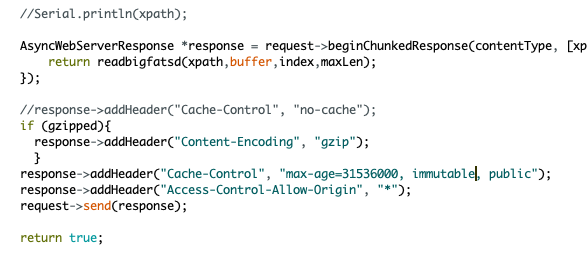 //Serial.println(xpath);
AsyncWebServerResponse *response = request->beginChunkedResponse(contentType, [xp
return readbigfatsd(xpath,buffer,index,maxLen);
});
//response->addHeader("Cache-Control", "no-cache");
if (gzipped){
response->addHeader("Content-Encoding", "gzip");
}
response->addHeader("Cache-Control", "max-age=31536000, immutable, public");
response->addHeader("Access-Control-Allow-Origin", "*");
request->send(response);
return true;